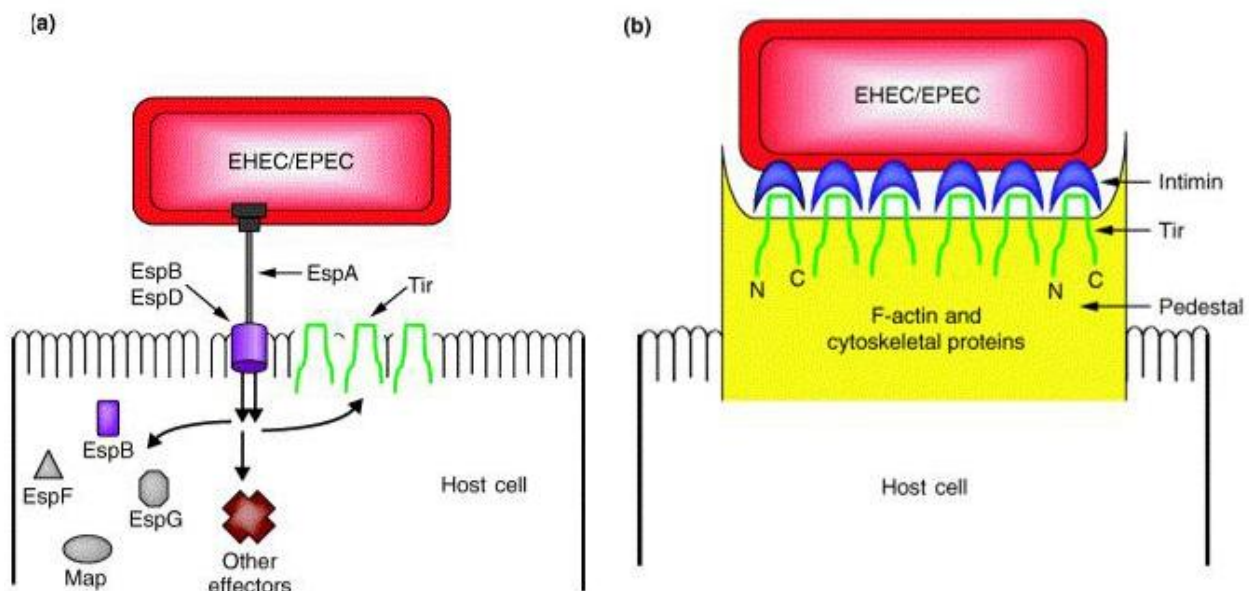 (a)
EHEC/EPEC
EspB
EspD
EspA
Tir
EspB
EspF
EspG
Map
Other
effectors
Host cell
(b)
EHEC/EPEC
Intimin
Tir
N
C
N
C
Pedestal
F-actin and
cytoskeletal proteins
Host cell